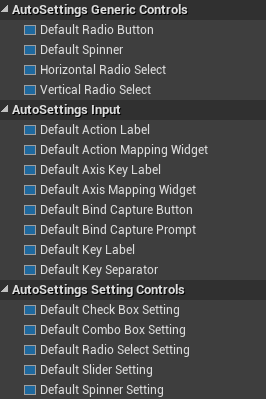 AutoSettings Generic Controls
Default Radio Button
Default Spinner
Horizontal Radio Select
Vertical Radio Select
AutoSettings Input
Default Action Label
Default Action Mapping Widget
Default Axis Key Label
Default Axis Mapping Widget
Default Bind Capture Button
Default Bind Capture Prompt
Default Key Label
Default Key Separator
AutoSettings Setting Controls
Default Check Box Setting
Default Combo Box Setting
Default Radio Select Setting
Default Slider Setting
Default Spinner Setting